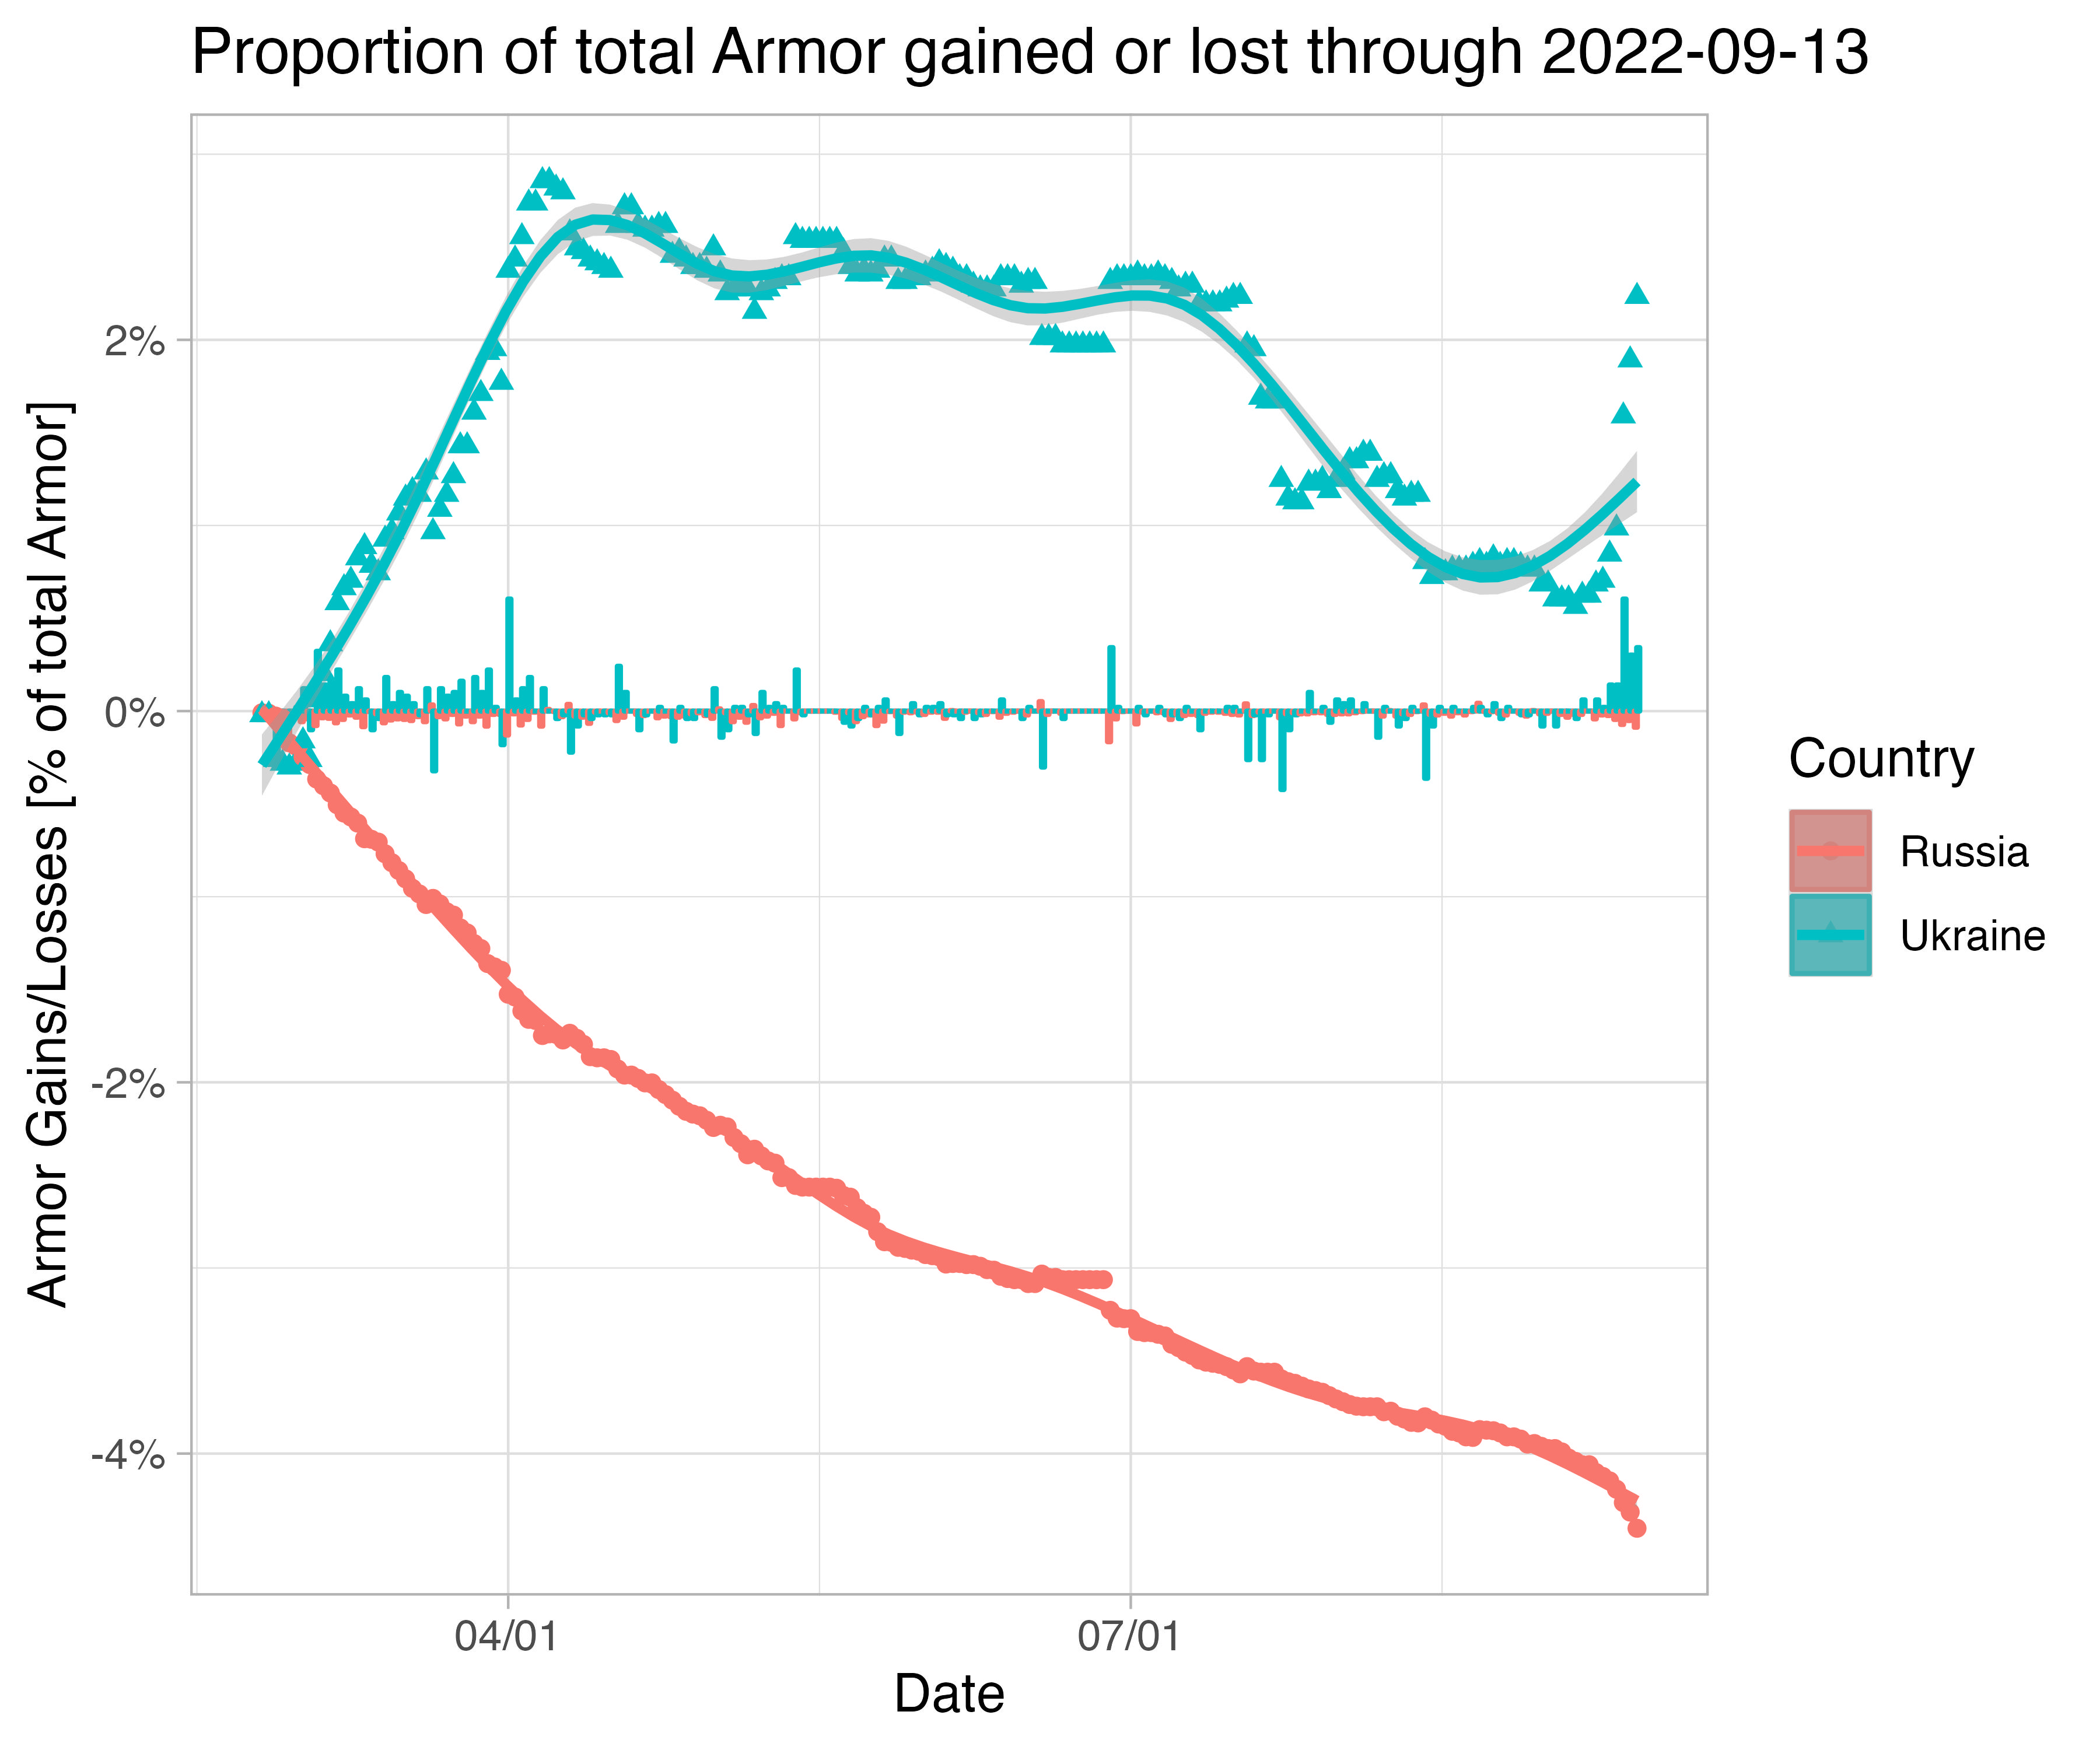 Proportion of total Armor gained or lost through 2022-09-13
Armor Gains/Losses [% of total Armor]
2%
0%
-2%
-4%
04/01
07/01
Date
Country
Russia
Ukraine